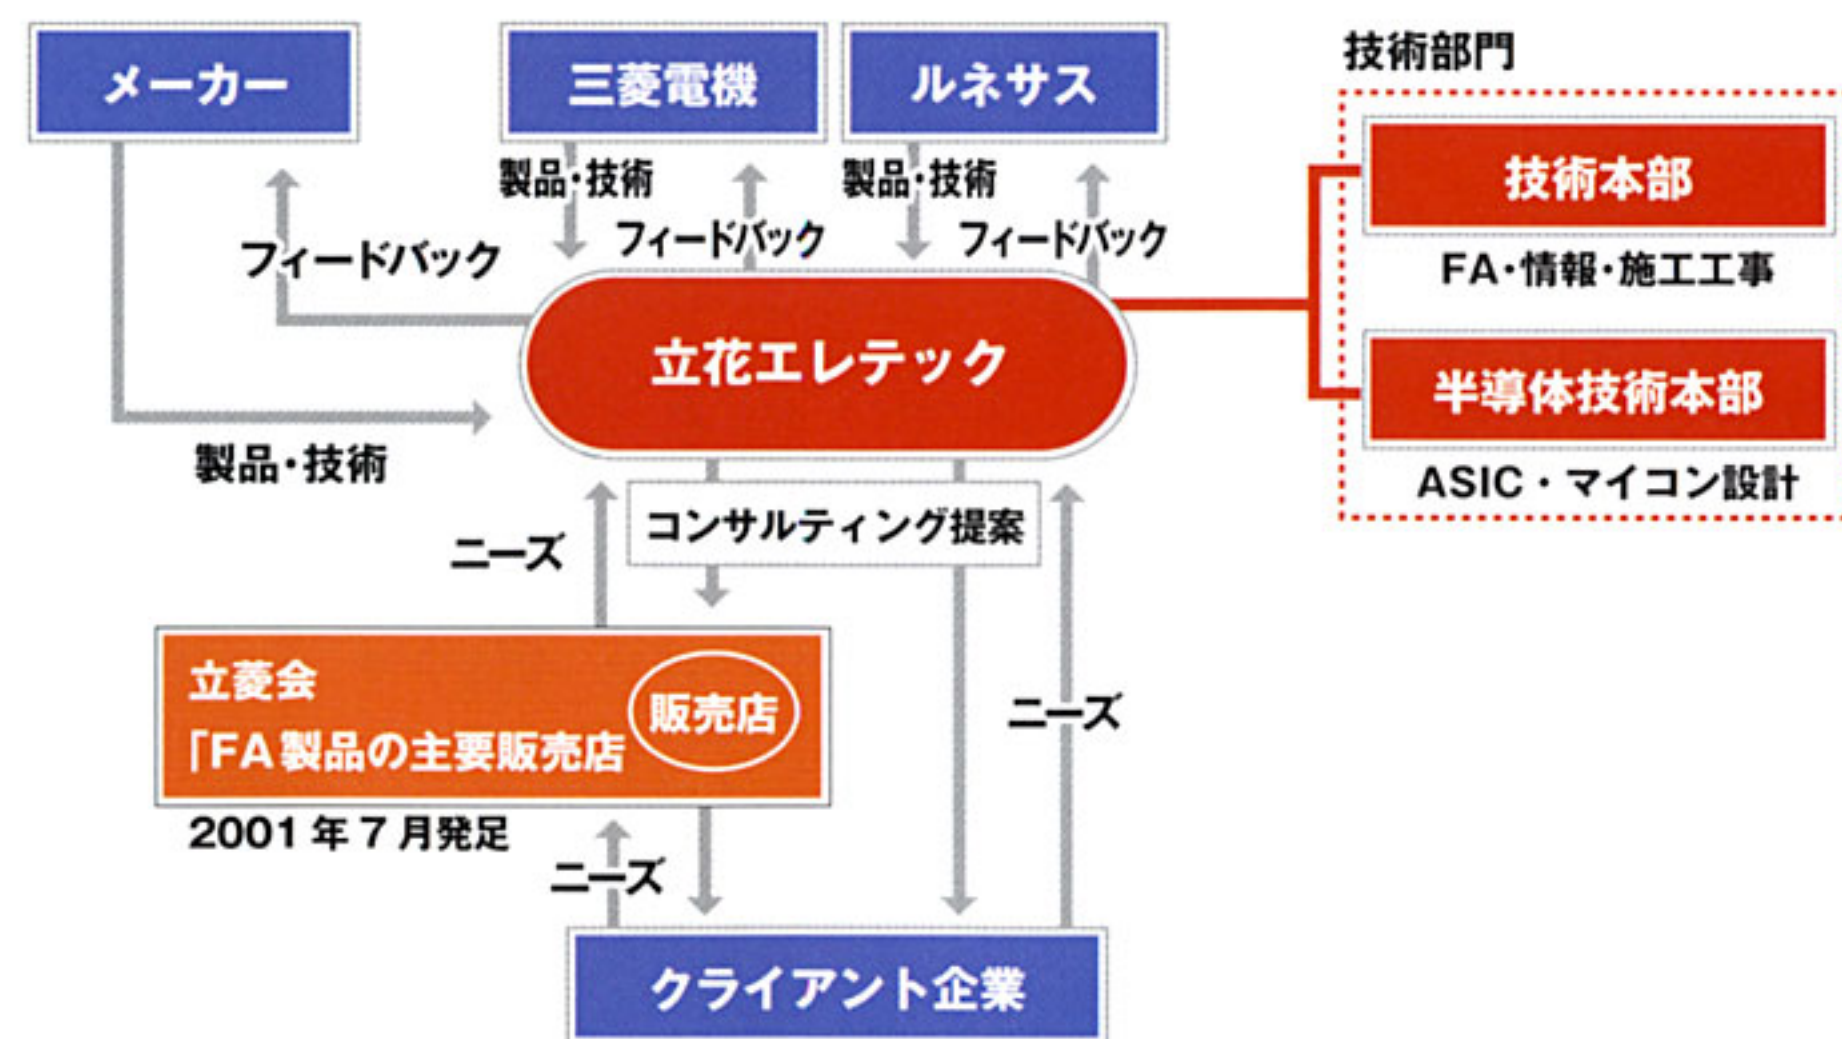 メーカー
三菱電機
ルネサス
技術部門
製品・技術
フィードバック
製品・技術
フィードバック
フィードバック
技術本部
FA・情報・施工工事
立花エレテック
半導体技術本部
ASIC・マイコン設計
製品・技術
ニーズ
コンサルティング提案
立菱会
「FA製品の主要販売店
販売店
ニーズ
2001年7月発足
ニーズ
クライアント企業